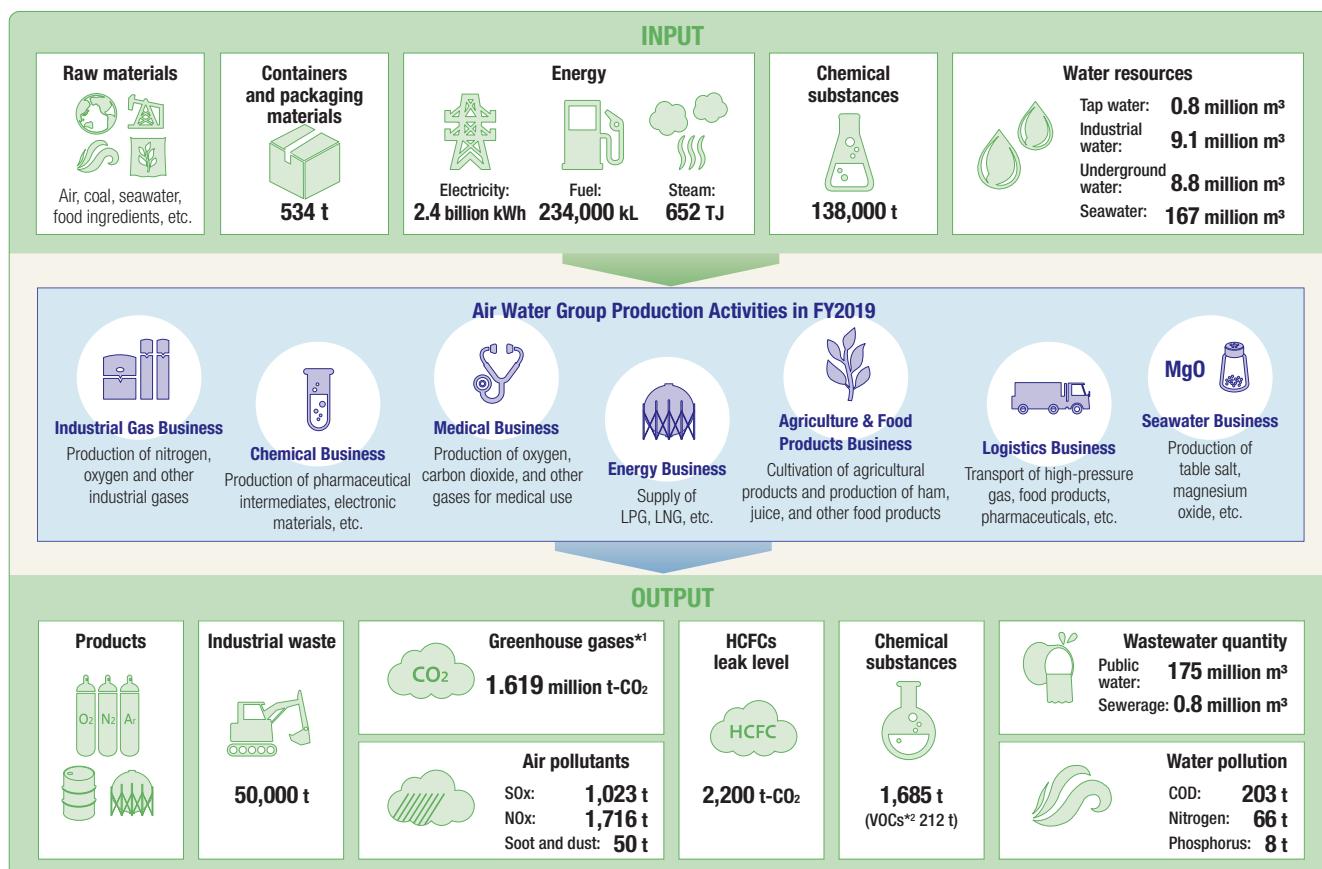 INPUT
Raw materials
Air, coal, seawater,
food ingredients, etc.
Containers
and packaging
materials
534 t
Energy
Electricity:
2.4 billion kWh
Fuel:
234,000 kL
Steam:
652 TJ
Chemical
substances
138,000 t
Water resources
Tap water: 0.8 million m³
Industrial
water: 9.1 million m³
Underground
water: 8.8 million m³
Seawater: 167 million m³
Air Water Group Production Activities in FY2019
Industrial Gas Business
Production of nitrogen,
oxygen and other
industrial gases
Chemical Business
Production of pharmaceutical
intermediates, electronic
materials, etc.
Medical Business
Production of oxygen,
carbon dioxide, and other
gases for medical use
Energy Business
Supply of
LPG, LNG, etc.
Agriculture & Food
Products Business
Cultivation of agricultural
products and production of ham,
juice, and other food products
Logistics Business
Transport of high-pressure
gas, food products,
pharmaceuticals, etc.
MgO
Seawater Business
Production of
table salt,
magnesium
oxide, etc.
OUTPUT
Products
O₂ N₂ Ar
Industrial waste
50,000 t
Greenhouse gases*¹
CO₂
1.619 million t-CO₂
Air pollutants
SOx: 1,023 t
NOx: 1,716 t
Soot and dust: 50 t
HCFCs
leak level
HCFC
2,200 t-CO₂
Chemical
substances
1,685 t
(VOCs*² 212 t)
Wastewater quantity
Public
water: 175 million m³
Sewerage: 0.8 million m³
Water pollution
COD: 203 t
Nitrogen: 66 t
Phosphorus: 8 t